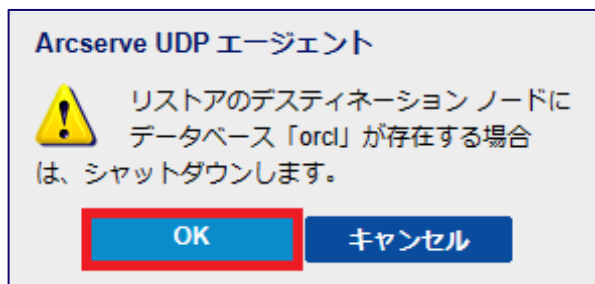 Arcserve UDP エージェント
リストアのデスティネーション ノードに
データベース「orcl」が存在する場合
は、シャットダウンします。
OK
キャンセル